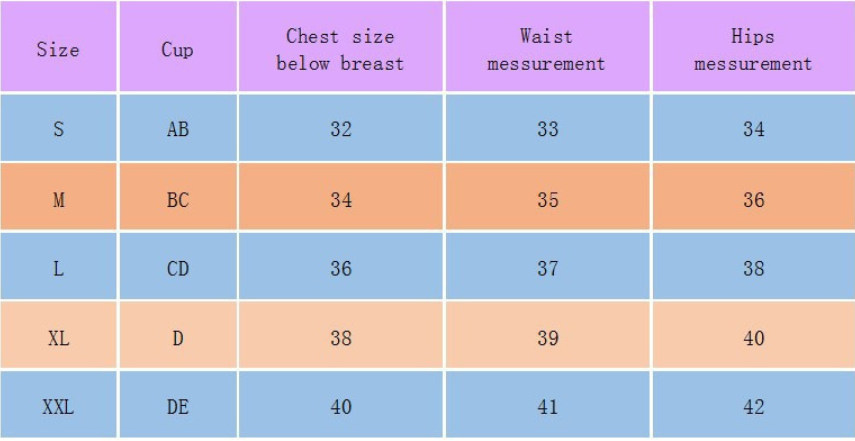 Size Cup Chest size below breast Waist messurement Hips messurement
S AB 32 33 34
M BC 34 35 36
L CD 36 37 38
XL D 38 39 40
XXL DE 40 41 42